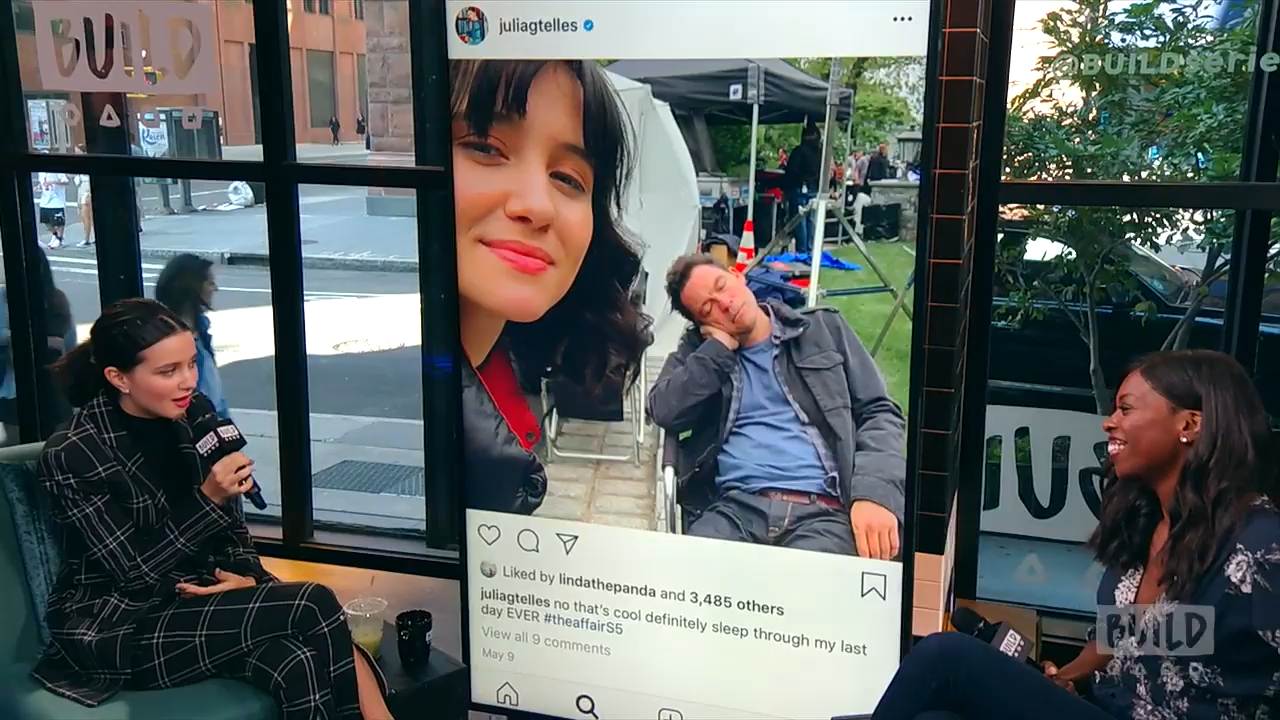 BUILD
juliagtelles
@BUILDserie
BUILD
BUILD
Liked by lindathepanda and 3,485 others
juliagtelles no that's cool definitely sleep through my last
day EVER #theaffairS5
View all 9 comments
May 9
BUILD